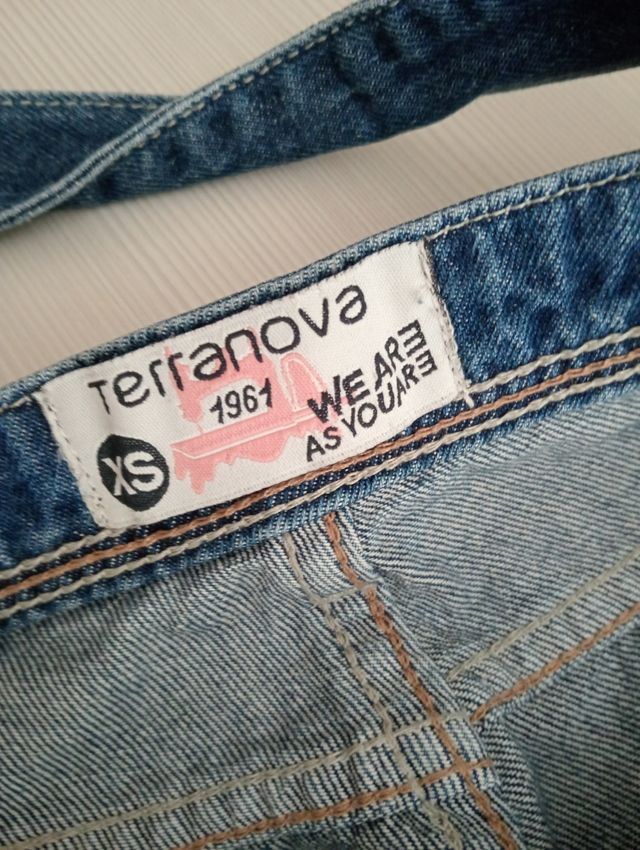 Terranova
1961
XS
WE ARE
AS YOU ARE